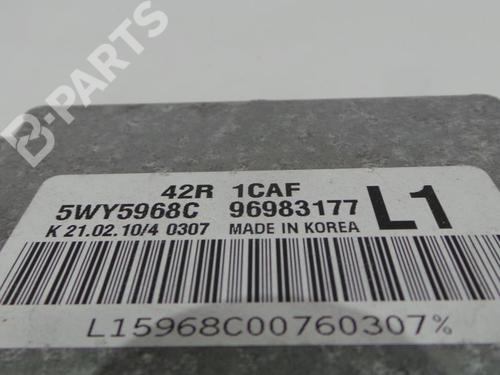 B-PARTS
42R 1CAF
5WY5968C 96983177 L1
K 21.02.10/4 0307 MADE IN KOREA
L15968C00760307%